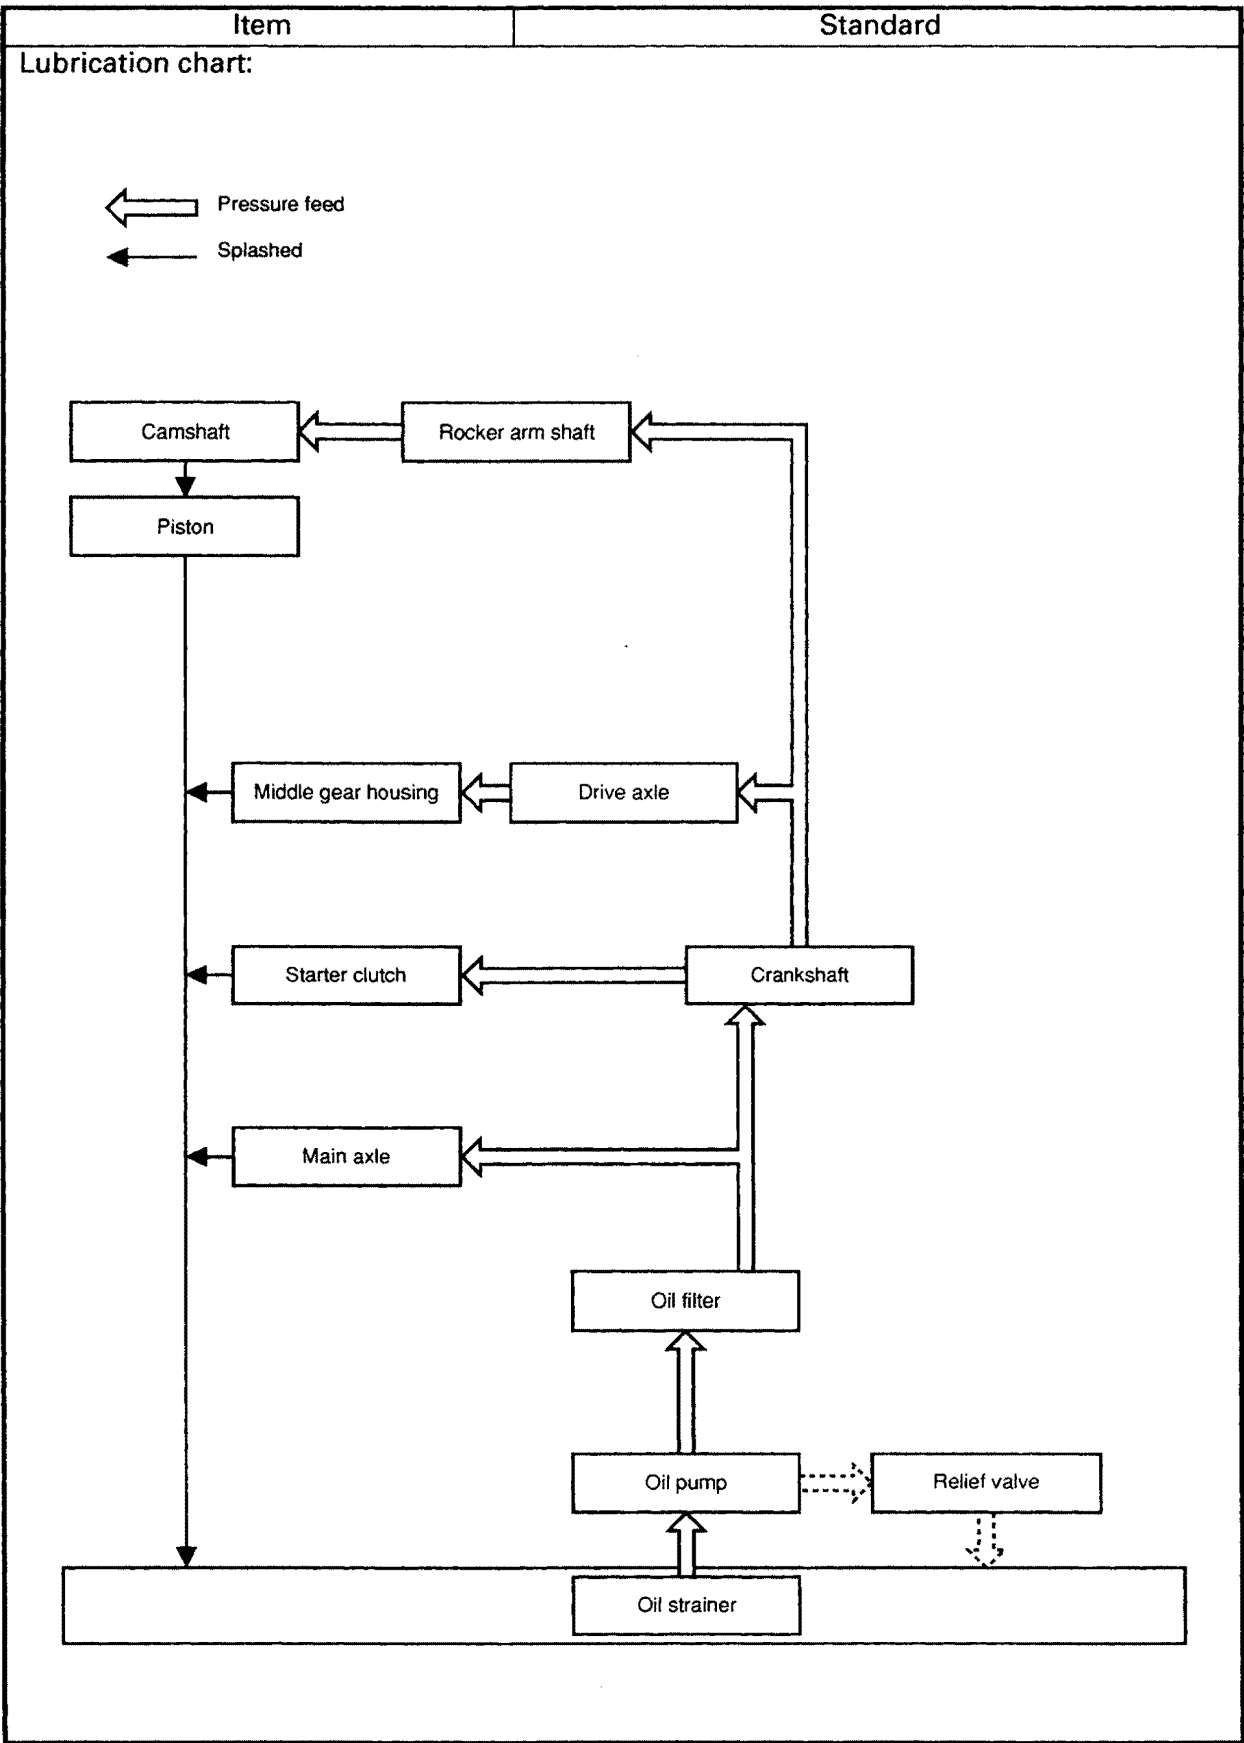 Item
Standard
Lubrication chart:
Pressure feed
Splashed
Camshaft
Rocker arm shaft
Piston
Middle gear housing
Drive axle
Starter clutch
Crankshaft
Main axle
Oil filter
Oil pump
Relief valve
Oil strainer